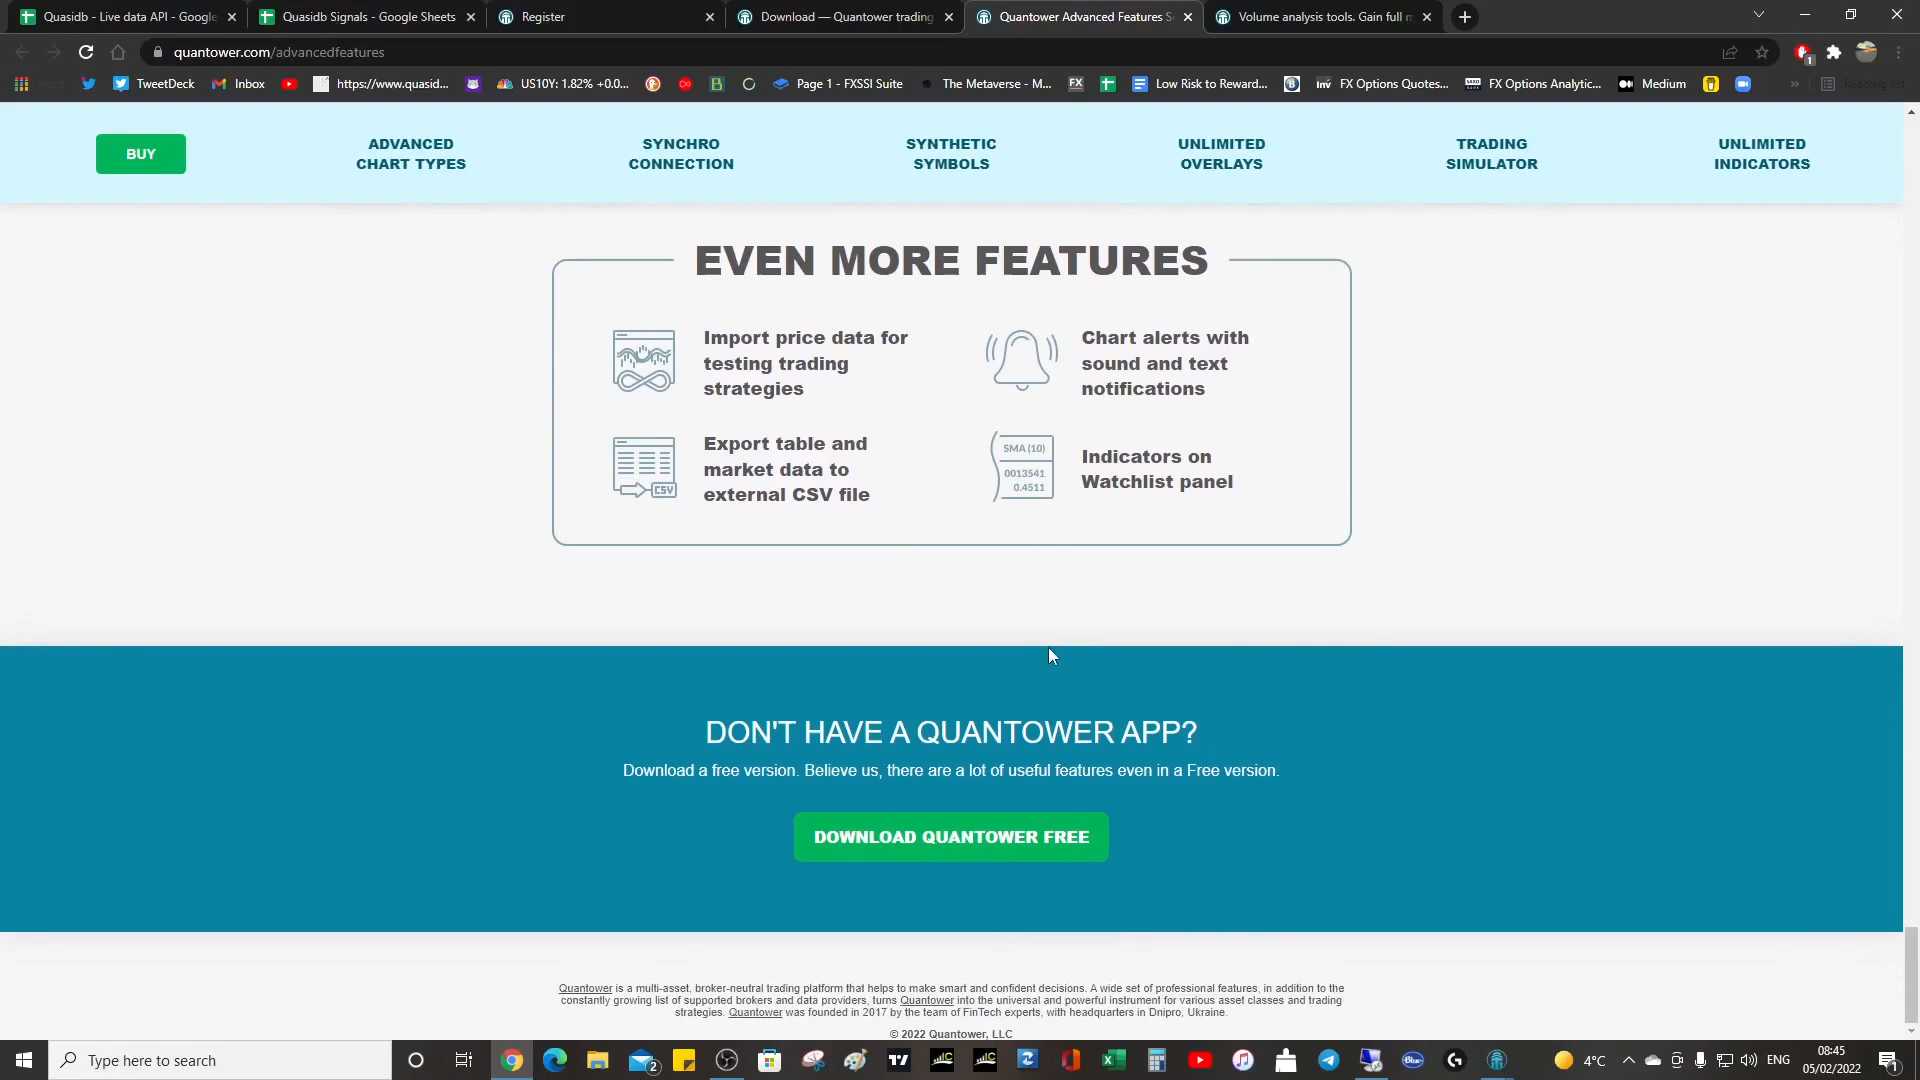 Quasidb - Live data API - Google
Quasidb Signals - Google Sheets
Register
Download — Quantower trading
Quantower Advanced Features S
Volume analysis tools. Gain full m
quantower.com/advancedfeatures
Apps
TweetDeck
Inbox
https://www.quasid...
US10Y: 1.82% +0.0...
Page 1 - FXSSI Suite
The Metaverse - M...
FX
Low Risk to Reward...
Inv
FX Options Quotes...
FX Options Analytic...
Medium
Reading list
BUY
ADVANCED
CHART TYPES
SYNCHRO
CONNECTION
SYNTHETIC
SYMBOLS
UNLIMITED
OVERLAYS
TRADING
SIMULATOR
UNLIMITED
INDICATORS
EVEN MORE FEATURES
Import price data for
testing trading
strategies
Chart alerts with
sound and text
notifications
Export table and
market data to
external CSV file
CSV
SMA (10)
0013541
0.4511
Indicators on
Watchlist panel
DON'T HAVE A QUANTOWER APP?
Download a free version. Believe us, there are a lot of useful features even in a Free version.
DOWNLOAD QUANTOWER FREE
Quantower is a multi-asset, broker-neutral trading platform that helps to make smart and confident decisions. A wide set of professional features, in addition to the
constantly growing list of supported brokers and data providers, turns Quantower into the universal and powerful instrument for various asset classes and trading
strategies. Quantower was founded in 2017 by the team of FinTech experts, with headquarters in Dnipro, Ukraine.
© 2022 Quantower, LLC
Type here to search
2
4°C
ENG
08:45
05/02/2022
1